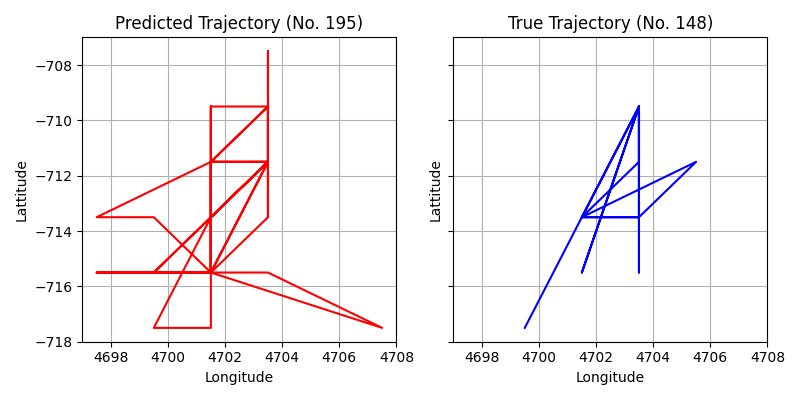 Predicted Trajectory (No. 195)
True Trajectory (No. 148)
−708
−710
−712
−714
−716
−718
Lattitude
Lattitude
4698 4700 4702 4704 4706 4708
4698 4700 4702 4704 4706 4708
Longitude
Longitude